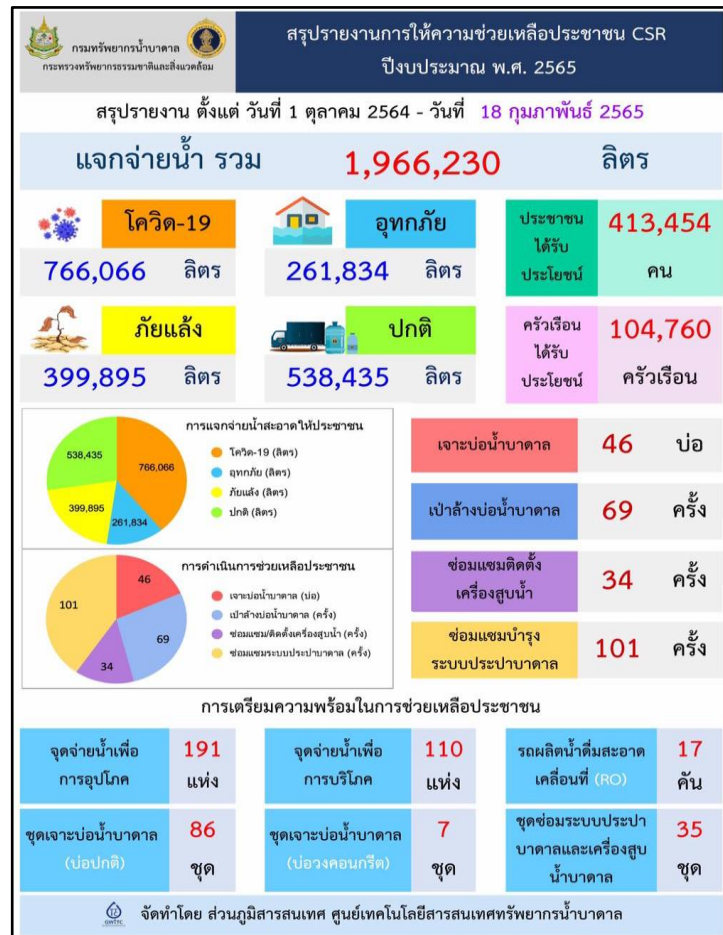 กรมทรัพยากรน้ำบาดาล
กระทรวงทรัพยากรธรรมชาติและสิ่งแวดล้อม
สรุปรายงานการให้ความช่วยเหลือประชาชน CSR
ปีงบประมาณ พ.ศ. 2565
สรุปรายงาน ตั้งแต่ วันที่ 1 ตุลาคม 2564 - วันที่ 18 กุมภาพันธ์ 2565
แจกจ่ายน้ำ รวม 1,966,230 ลิตร
โควิด-19
766,066 ลิตร
อุทกภัย
261,834 ลิตร
ประชาชน
ได้รับ
ประโยชน์
413,454
คน
ภัยแล้ง
399,895 ลิตร
ปกติ
538,435 ลิตร
ครัวเรือน
ได้รับ
ประโยชน์
104,760
ครัวเรือน
การแจกจ่ายน้ำสะอาดให้ประชาชน
538,435
766,066
399,895
261,834
โควิด-19 (ลิตร)
อุทกภัย (ลิตร)
ภัยแล้ง (ลิตร)
ปกติ (ลิตร)
การดำเนินการช่วยเหลือประชาชน
46
101
69
34
เจาะบ่อน้ำบาดาล (บ่อ)
เป่าล้างบ่อน้ำบาดาล (ครั้ง)
ซ่อมแซม/ติดตั้งเครื่องสูบน้ำ (ครั้ง)
ซ่อมแซมระบบประปาบาดาล (ครั้ง)
เจาะบ่อน้ำบาดาล 46 บ่อ
เป่าล้างบ่อน้ำบาดาล 69 ครั้ง
ซ่อมแซมติดตั้ง
เครื่องสูบน้ำ
34 ครั้ง
ซ่อมแซมบำรุง
ระบบประปาบาดาล
101 ครั้ง
การเตรียมความพร้อมในการช่วยเหลือประชาชน
จุดจ่ายน้ำเพื่อ
การอุปโภค
191
แห่ง
จุดจ่ายน้ำเพื่อ
การบริโภค
110
แห่ง
รถผลิตน้ำดื่มสะอาด
เคลื่อนที่ (RO)
17
คัน
ชุดเจาะบ่อน้ำบาดาล
(บ่อปกติ)
86
ชุด
ชุดเจาะบ่อน้ำบาดาล
(บ่อวงคอนกรีต)
7
ชุด
ชุดซ่อมระบบประปา
บาดาลและเครื่องสูบ
น้ำบาดาล
35
ชุด
จัดทำโดย ส่วนภูมิสารสนเทศ ศูนย์เทคโนโลยีสารสนเทศทรัพยากรน้ำบาดาล